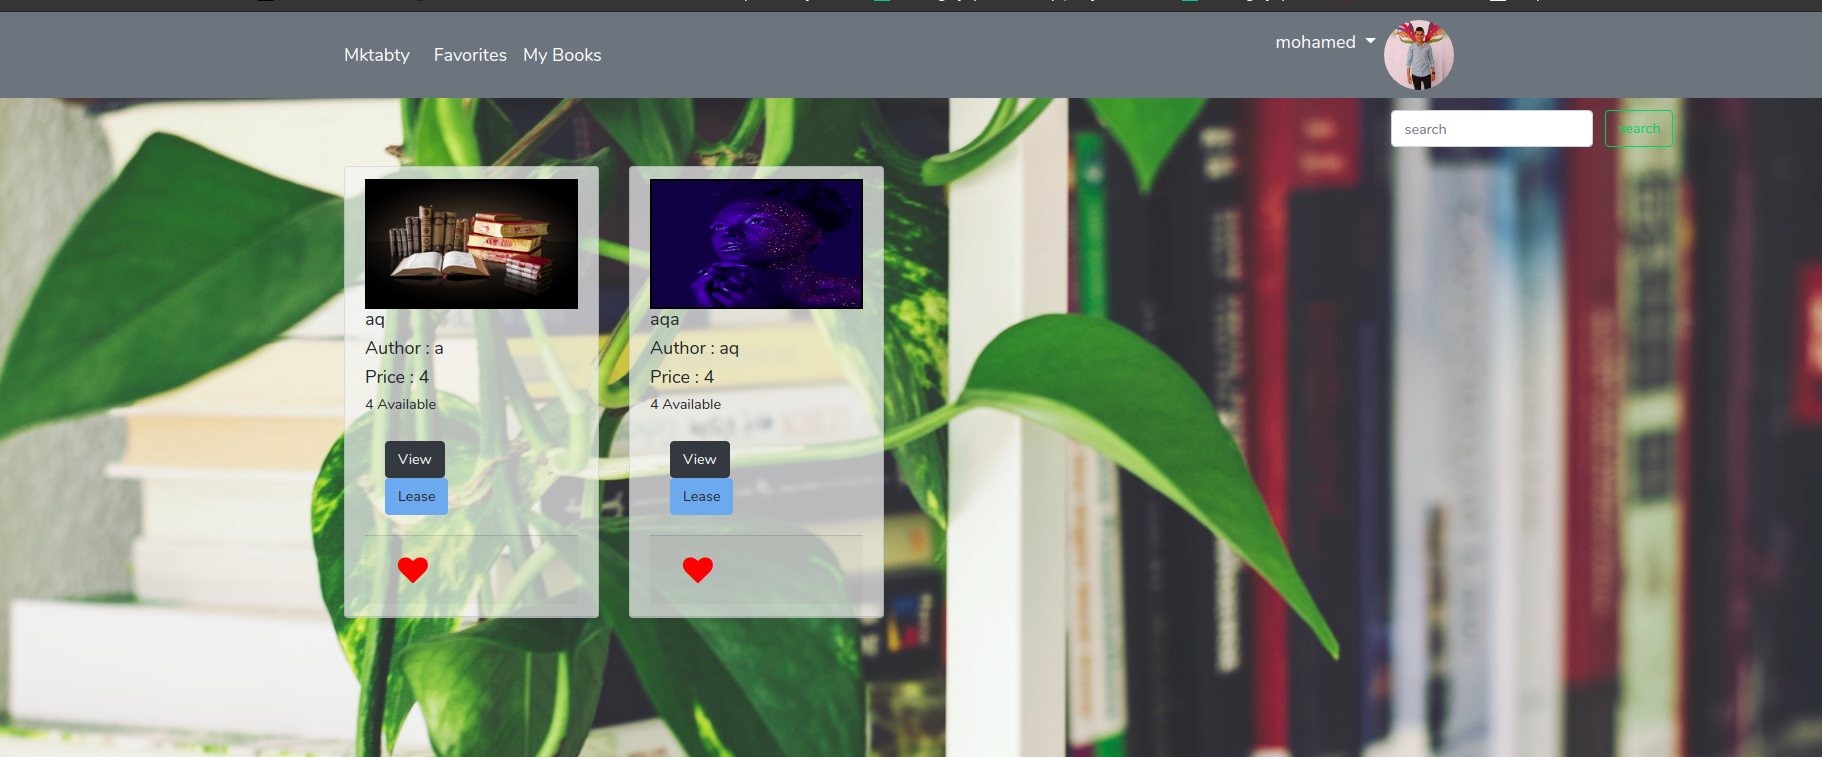 Mktabty Favorites My Books mohamed
search search
aq
Author : a
Price : 4
4 Available
View
Lease
aqa
Author : aq
Price : 4
4 Available
View
Lease